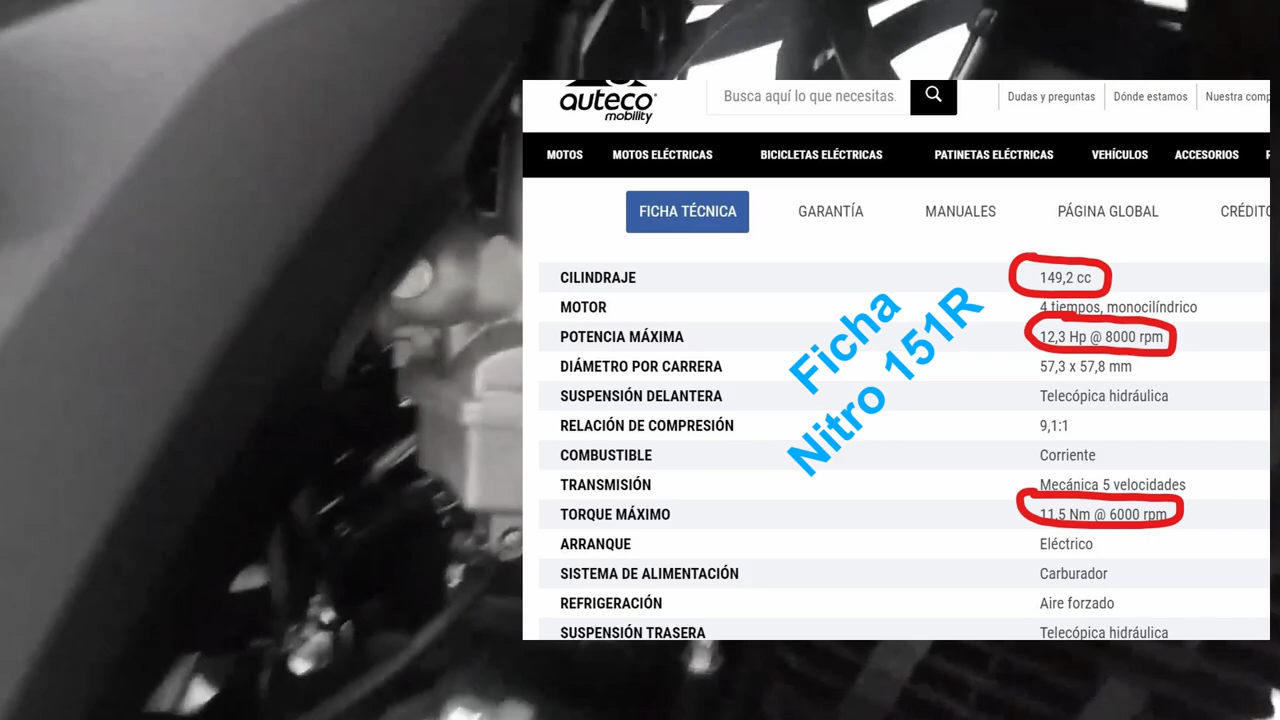 auteco
mobility
Busca aquí lo que necesitas.
Dudas y preguntas
Dónde estamos
Nuestra comp
MOTOS
MOTOS ELÉCTRICAS
BICICLETAS ELÉCTRICAS
PATINETAS ELÉCTRICAS
VEHÍCULOS
ACCESORIOS
FICHA TÉCNICA
GARANTÍA
MANUALES
PÁGINA GLOBAL
CRÉDITO
CILINDRAJE 149,2 cc
MOTOR 4 tiempos, monocilíndrico
POTENCIA MÁXIMA 12,3 Hp @ 8000 rpm
DIÁMETRO POR CARRERA 57,3 x 57,8 mm
SUSPENSIÓN DELANTERA Telecópica hidráulica
RELACIÓN DE COMPRESIÓN 9,1:1
COMBUSTIBLE Corriente
TRANSMISIÓN Mecánica 5 velocidades
TORQUE MÁXIMO 11,5 Nm @ 6000 rpm
ARRANQUE Eléctrico
SISTEMA DE ALIMENTACIÓN Carburador
REFRIGERACIÓN Aire forzado
SUSPENSIÓN TRASERA Telecópica hidráulica
Ficha
Nitro 151R